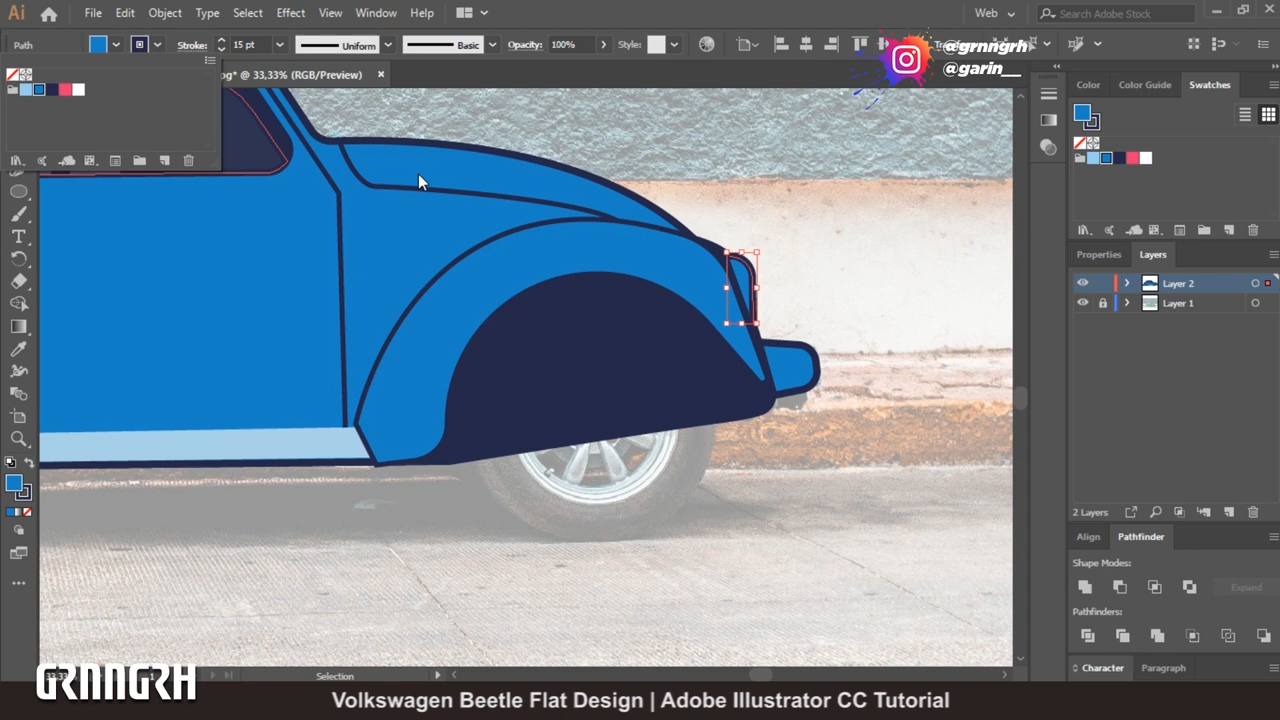 Ai
File Edit Object Type Select Effect View Window Help
Web
Search Adobe Stock
Path
Stroke:
15 pt
Uniform
Basic
Opacity:
100%
Style:
@grnngrh
@garin__
pg* @ 33,33% (RGB/Preview)
Color Color Guide Swatches
Properties Layers
Layer 2
Layer 1
2 Layers
Align Pathfinder
Shape Modes:
Expand
Pathfinders:
Character Paragraph
Selection
GRNNGRH
Volkswagen Beetle Flat Design | Adobe Illustrator CC Tutorial